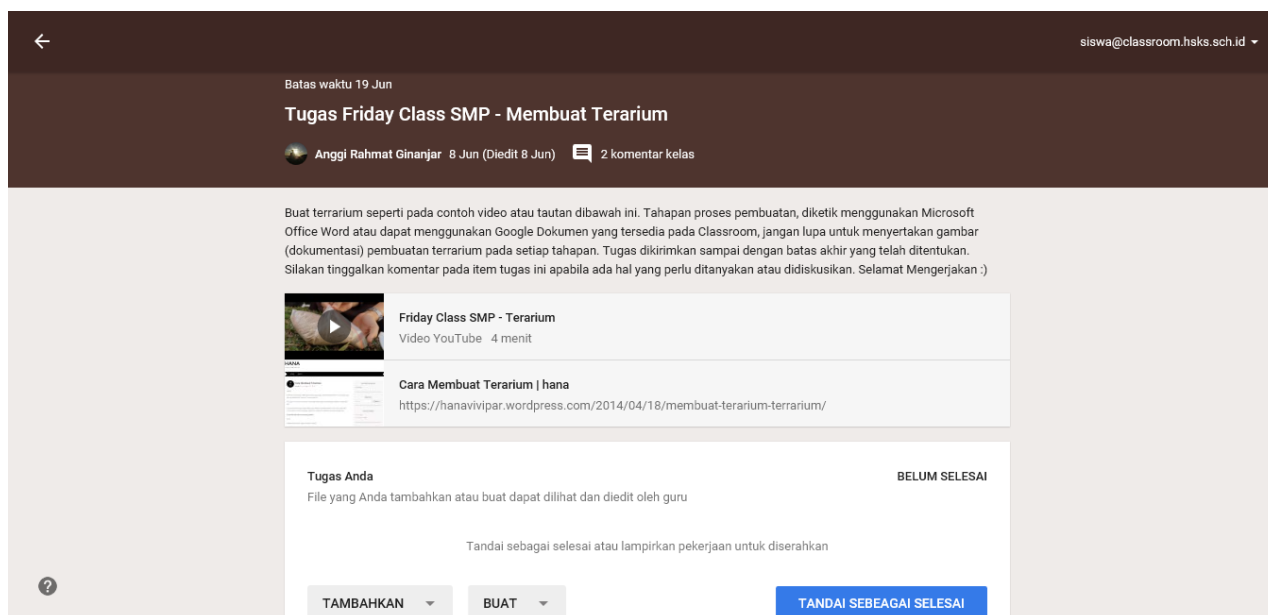 siswa@classroom.hsks.sch.id
Batas waktu 19 Jun
Tugas Friday Class SMP - Membuat Terarium
Anggi Rahmat Ginanjar 8 Jun (Diedit 8 Jun) 2 komentar kelas
Buat terrarium seperti pada contoh video atau tautan dibawah ini. Tahapan proses pembuatan, diketik menggunakan Microsoft
Office Word atau dapat menggunakan Google Dokumen yang tersedia pada Classroom, jangan lupa untuk menyertakan gambar
(dokumentasi) pembuatan terrarium pada setiap tahapan. Tugas dikirimkan sampai dengan batas akhir yang telah ditentukan.
Silakan tinggalkan komentar pada item tugas ini apabila ada hal yang perlu ditanyakan atau didiskusikan. Selamat Mengerjakan :)
Friday Class SMP - Terarium
Video YouTube 4 menit
HANA
Cara Membuat Terarium | hana
https://hanavivipar.wordpress.com/2014/04/18/membuat-terarium-terrarium/
Tugas Anda
BELUM SELESAI
File yang Anda tambahkan atau buat dapat dilihat dan diedit oleh guru
Tandai sebagai selesai atau lampirkan pekerjaan untuk diserahkan
?
TAMBAHKAN
BUAT
TANDAI SEBEAGAI SELESAI